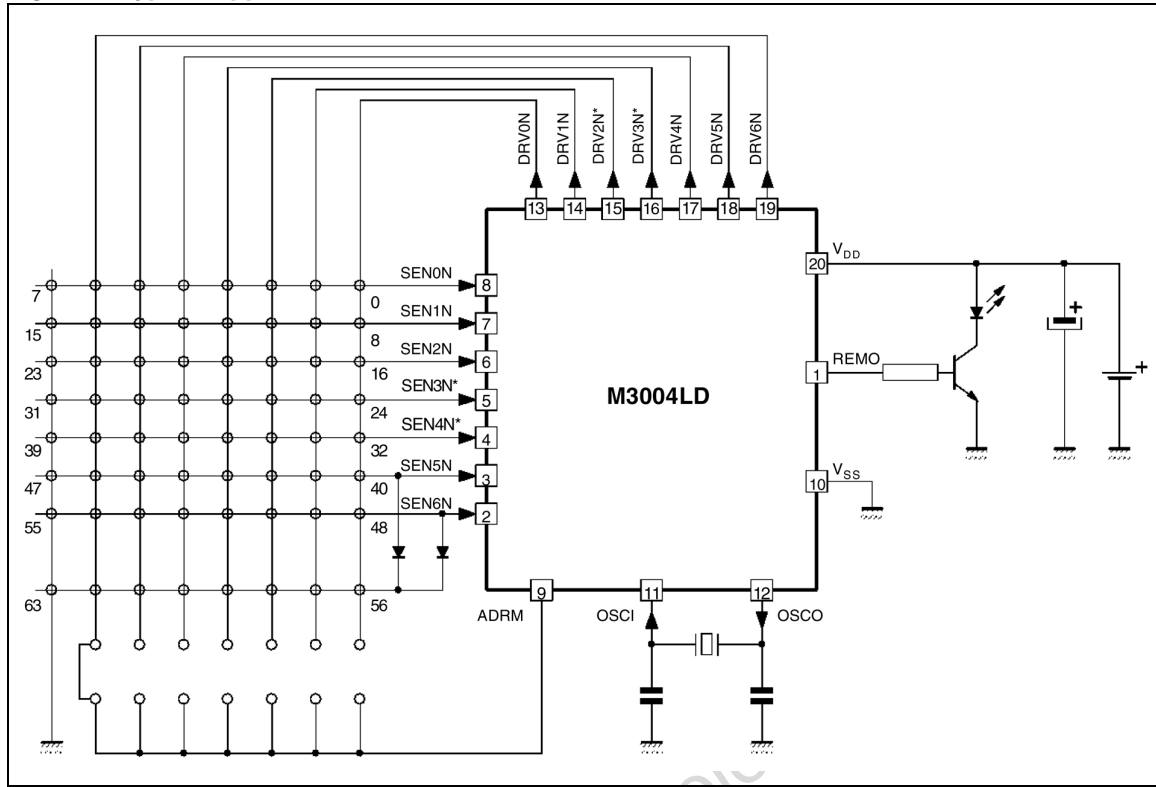 DRV0N
DRV1N
DRV2N*
DRV3N*
DRV4N
DRV5N
DRV6N
13 14 15 16 17 18 19
20 V_DD
7 0 SEN0N 8
15 8 SEN1N 7
23 16 SEN2N 6
31 24 SEN3N* 5
39 32 SEN4N* 4
47 40 SEN5N 3
55 48 SEN6N 2
63 56
M3004LD
1 REMO
+
+
10 V_SS
9 11 12
ADRM OSCI OSCO